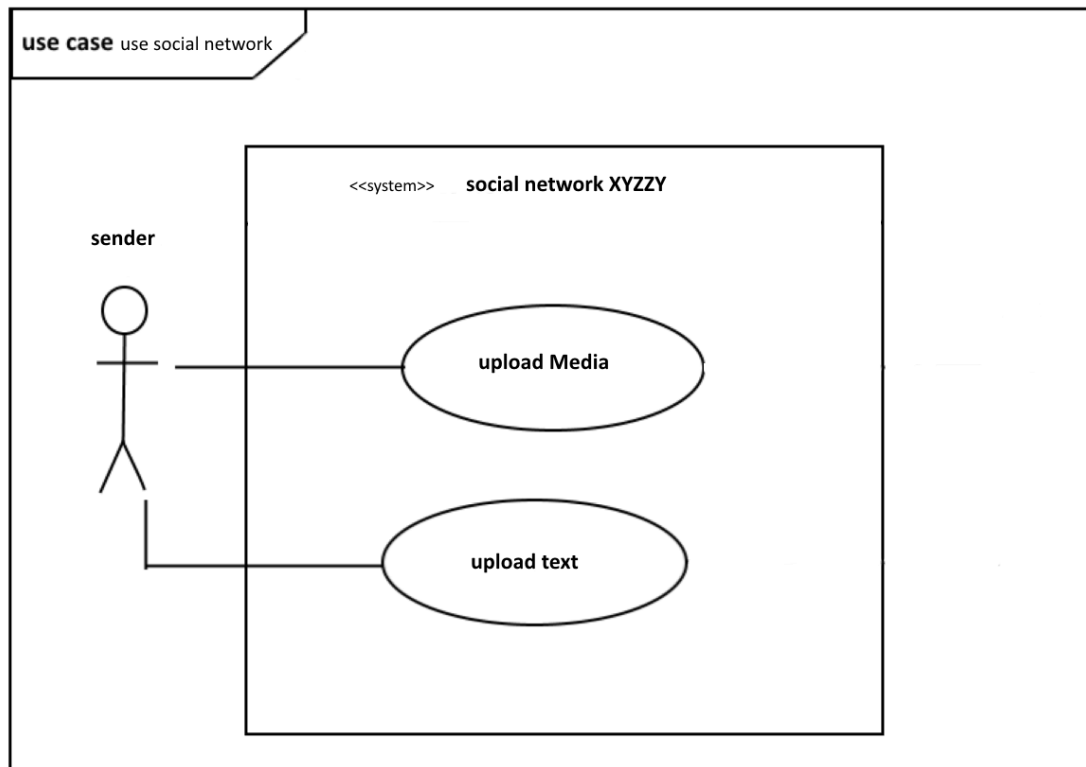 use case use social network
<<system>> social network XYZZY
sender
upload Media
upload text